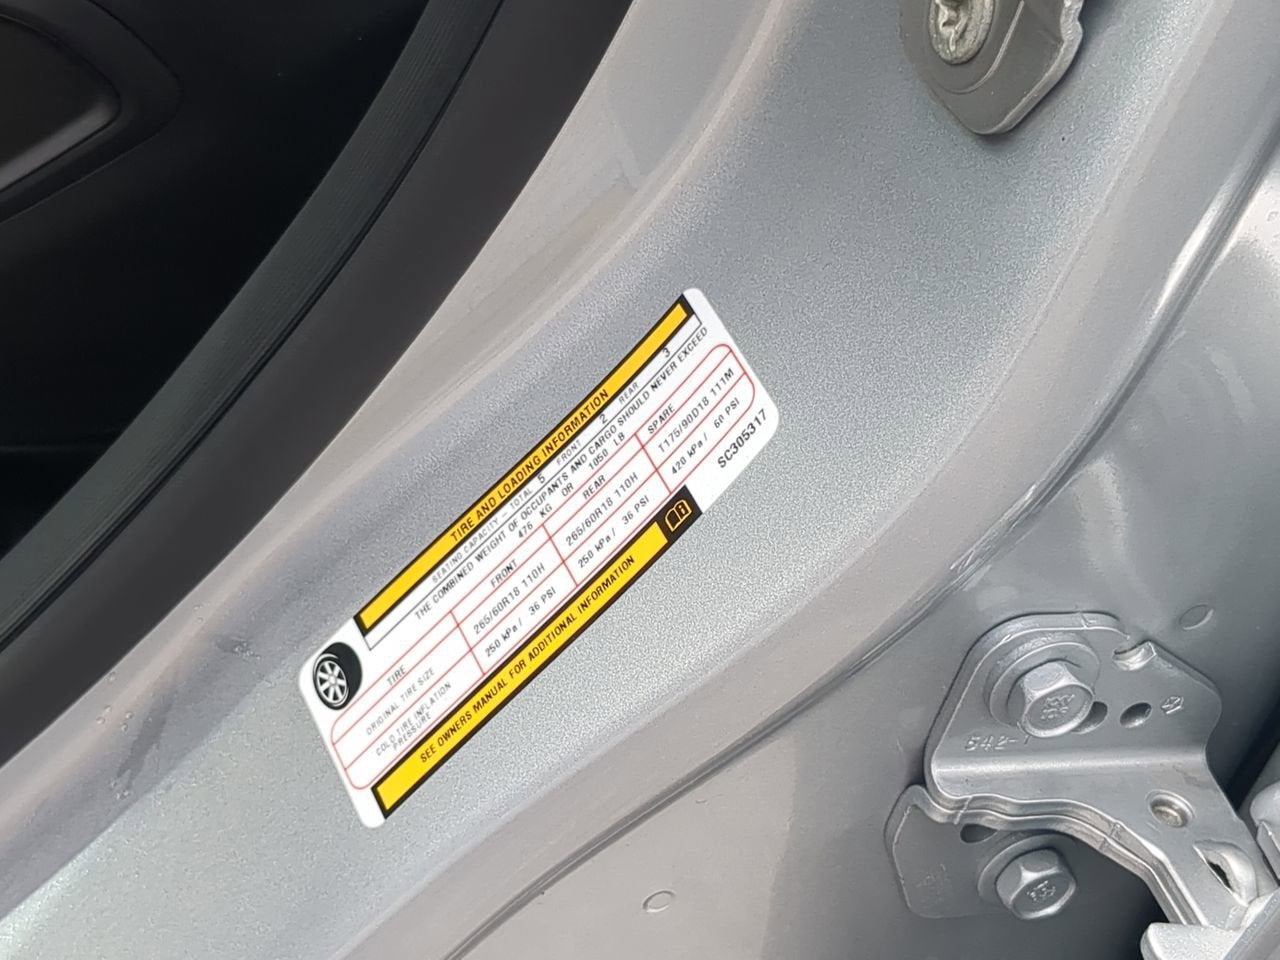 TIRE AND LOADING INFORMATION
SEATING CAPACITY - TOTAL 5 FRONT 2 REAR 3
THE COMBINED WEIGHT OF OCCUPANTS AND CARGO SHOULD NEVER EXCEED
476 KG OR 1050 LB
TIRE FRONT REAR SPARE
ORIGINAL TIRE SIZE 265/60R18 110H 265/60R18 110H T175/90D18 111M
COLD TIRE INFLATION PRESSURE 250 kPa / 36 PSI 250 kPa / 36 PSI 420 kPa / 60 PSI
SEE OWNERS MANUAL FOR ADDITIONAL INFORMATION
SC305317